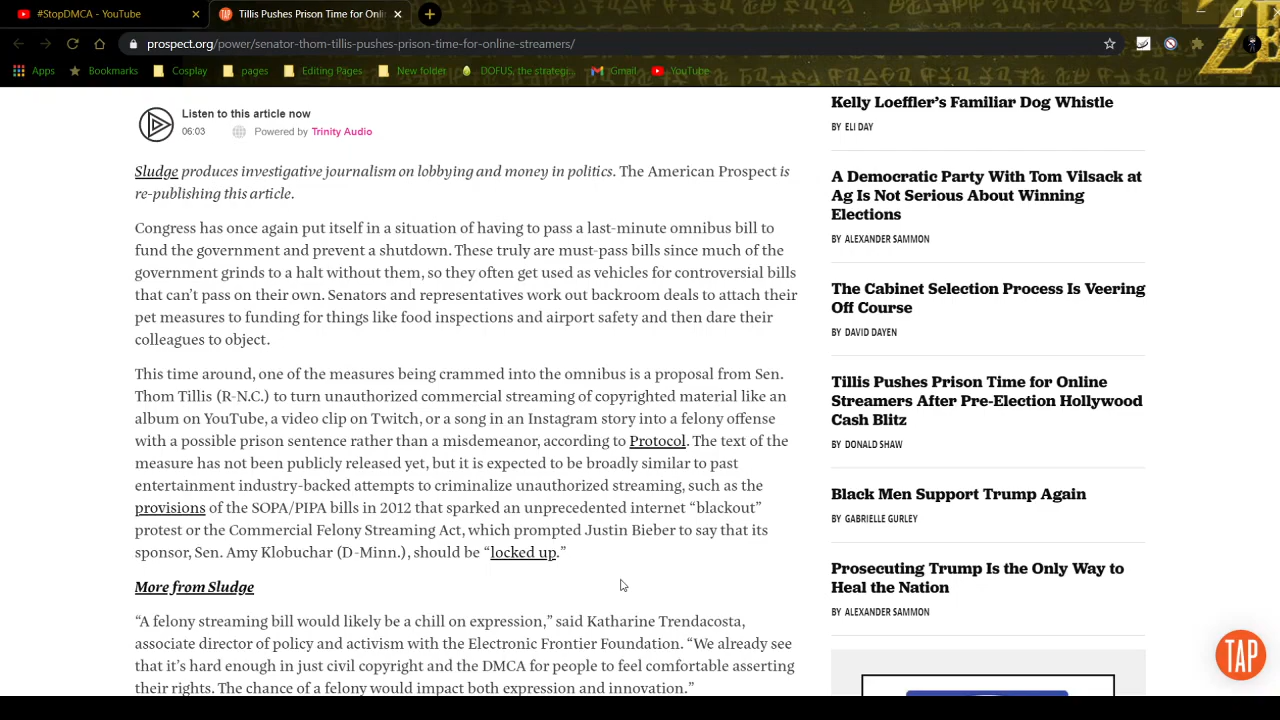 #StopDMCA - YouTube
Tillis Pushes Prison Time for Onli
prospect.org/power/senator-thom-tillis-pushes-prison-time-for-online-streamers/
Apps Bookmarks Cosplay pages Editing Pages New folder DOFUS, the strategi... Gmail YouTube
Listen to this article now
06:03 Powered by Trinity Audio
Sludge produces investigative journalism on lobbying and money in politics. The American Prospect is
re-publishing this article.
Congress has once again put itself in a situation of having to pass a last-minute omnibus bill to
fund the government and prevent a shutdown. These truly are must-pass bills since much of the
government grinds to a halt without them, so they often get used as vehicles for controversial bills
that can’t pass on their own. Senators and representatives work out backroom deals to attach their
pet measures to funding for things like food inspections and airport safety and then dare their
colleagues to object.
This time around, one of the measures being crammed into the omnibus is a proposal from Sen.
Thom Tillis (R-N.C.) to turn unauthorized commercial streaming of copyrighted material like an
album on YouTube, a video clip on Twitch, or a song in an Instagram story into a felony offense
with a possible prison sentence rather than a misdemeanor, according to Protocol. The text of the
measure has not been publicly released yet, but it is expected to be broadly similar to past
entertainment industry-backed attempts to criminalize unauthorized streaming, such as the
provisions of the SOPA/PIPA bills in 2012 that sparked an unprecedented internet “blackout”
protest or the Commercial Felony Streaming Act, which prompted Justin Bieber to say that its
sponsor, Sen. Amy Klobuchar (D-Minn.), should be “locked up.”
More from Sludge
“A felony streaming bill would likely be a chill on expression,” said Katharine Trendacosta,
associate director of policy and activism with the Electronic Frontier Foundation. “We already see
that it’s hard enough in just civil copyright and the DMCA for people to feel comfortable asserting
their rights. The chance of a felony would impact both expression and innovation.”
Kelly Loeffler’s Familiar Dog Whistle
BY ELI DAY
A Democratic Party With Tom Vilsack at
Ag Is Not Serious About Winning
Elections
BY ALEXANDER SAMMON
The Cabinet Selection Process Is Veering
Off Course
BY DAVID DAYEN
Tillis Pushes Prison Time for Online
Streamers After Pre-Election Hollywood
Cash Blitz
BY DONALD SHAW
Black Men Support Trump Again
BY GABRIELLE GURLEY
Prosecuting Trump Is the Only Way to
Heal the Nation
BY ALEXANDER SAMMON
TAP